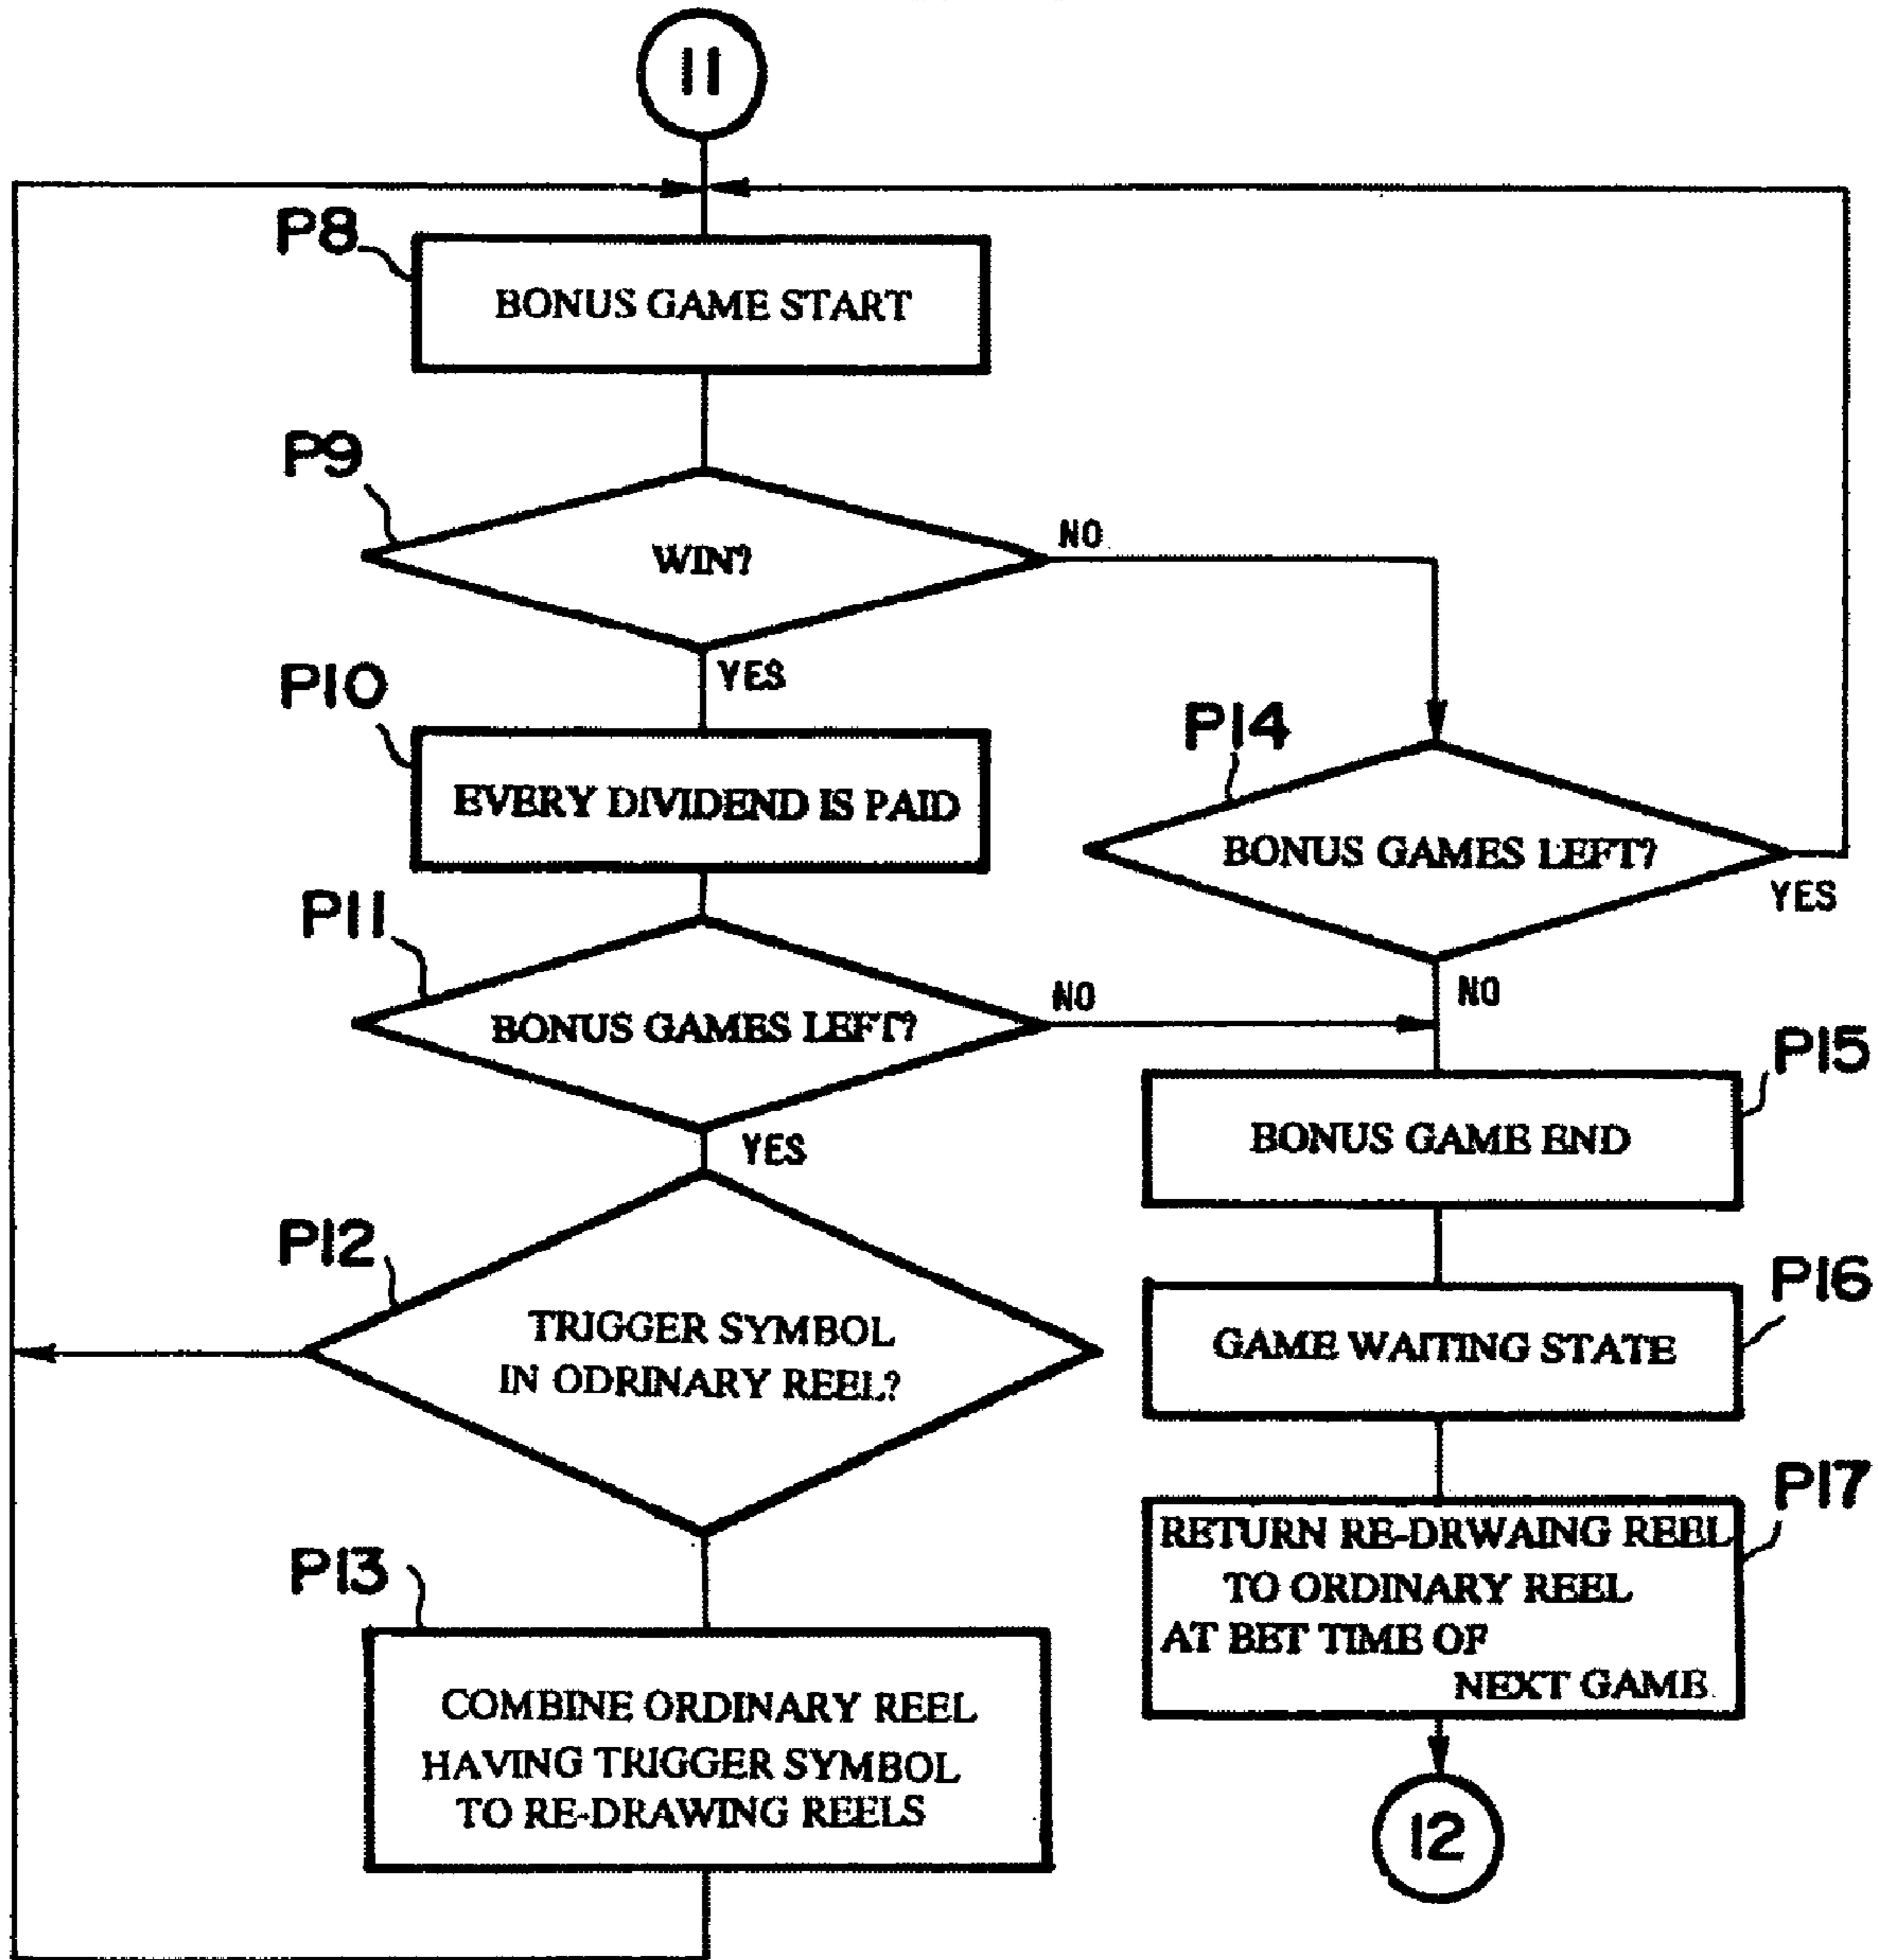 11
P8
BONUS GAME START
P9
WIN?
NO
YES
P10
EVERY DIVIDEND IS PAID
P14
BONUS GAMES LEFT?
YES
NO
P11
BONUS GAMES LEFT?
NO
YES
P15
BONUS GAME END
P12
TRIGGER SYMBOL
IN ODRINARY REEL?
P16
GAME WAITING STATE
P13
COMBINE ORDINARY REEL
HAVING TRIGGER SYMBOL
TO RE-DRAWING REELS
P17
RETURN RE-DRWAING REEL
TO ORDINARY REEL
AT BET TIME OF
NEXT GAME
12